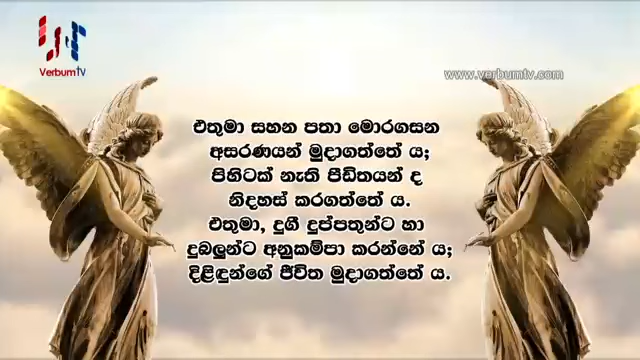 VerbumTV
www.verbumtv.com
එතුමා සහන පතා මොරගසන
අසරණයන් මුදාගත්තේ ය;
පිහිටක් නැති පීඩිතයන් ද
නිදහස් කරගත්තේ ය.
එතුමා, දුගී දුප්පතුන්ට හා
දුබලුන්ට අනුකම්පා කරන්නේ ය;
දිළිඳුන්ගේ ජීවිත මුදාගත්තේ ය.